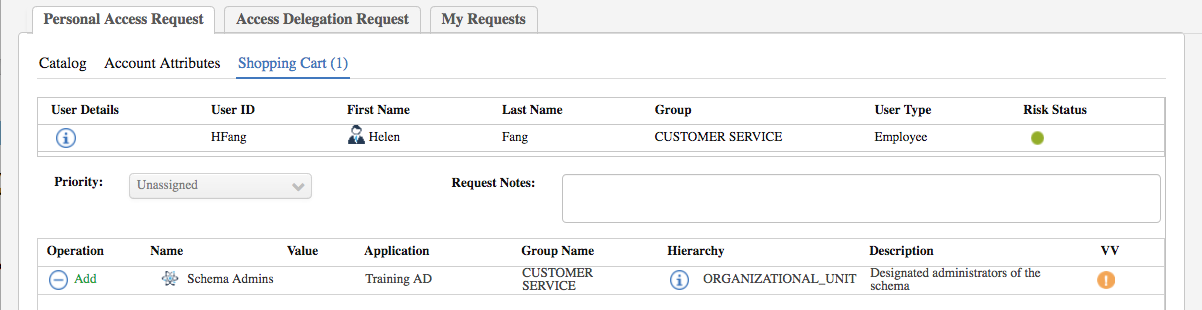 Personal Access Request Access Delegation Request My Requests
Catalog Account Attributes Shopping Cart (1)
User Details User ID First Name Last Name Group User Type Risk Status
HFang Helen Fang CUSTOMER SERVICE Employee
Priority: Unassigned Request Notes:
Operation Name Value Application Group Name Hierarchy Description VV
Add Schema Admins Training AD CUSTOMER SERVICE ORGANIZATIONAL_UNIT Designated administrators of the schema